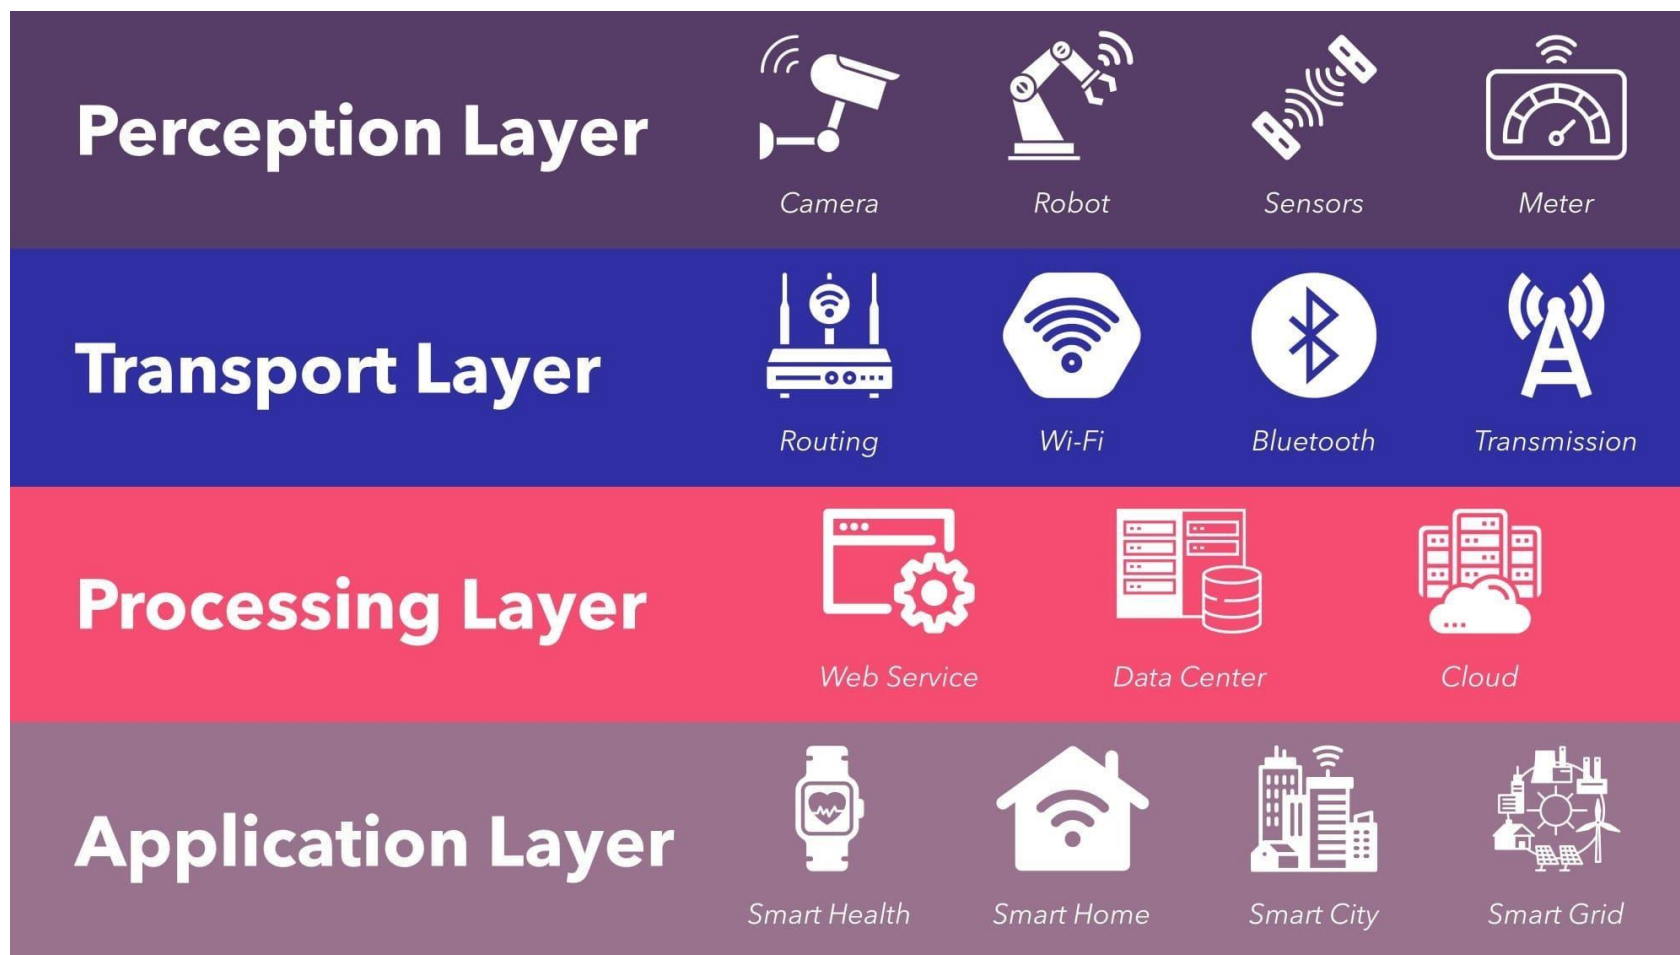 Perception Layer
Camera
Robot
Sensors
Meter
Transport Layer
Routing
Wi-Fi
Bluetooth
Transmission
Processing Layer
Web Service
Data Center
Cloud
Application Layer
Smart Health
Smart Home
Smart City
Smart Grid